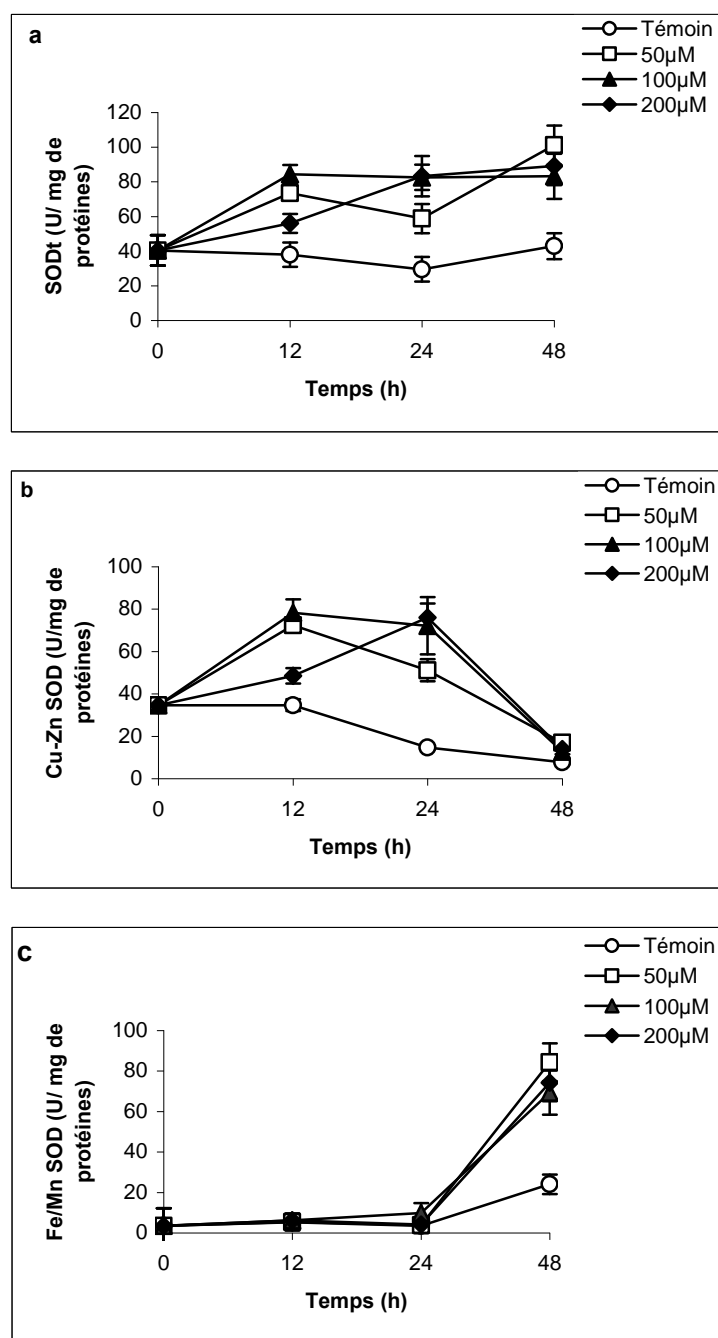 a
Témoin
50µM
100µM
200µM
120
100
80
60
40
20
0
SODt (U/ mg de
protéines)
0 12 24 48
Temps (h)
b
Témoin
50µM
100µM
200µM
100
80
60
40
20
0
Cu-Zn SOD (U/mg de
protéines)
0 12 24 48
Temps (h)
c
Témoin
50µM
100µM
200µM
100
80
60
40
20
0
Fe/Mn SOD (U/ mg de
protéines)
0 12 24 48
Temps (h)